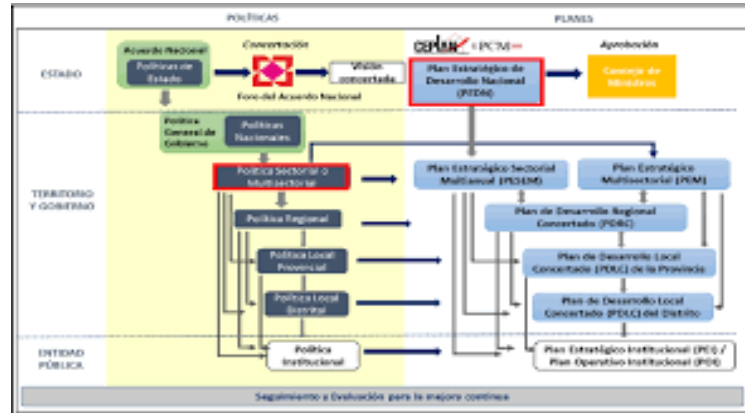 POLÍTICAS
PLANES
ESTADO
Acuerdo Nacional
Políticas de
Estado
Concertación
Foro del Acuerdo Nacional
Visión
concertada
CEPLAN
PCM
Plan Estratégico de
Desarrollo Nacional
(PEDN)
Aprobación
Consejo de
Ministros
TERRITORIO
Y GOBIERNO
Política
General de
Gobierno
Políticas
Nacionales
Política Sectorial o
Multisectorial
Plan Estratégico Sectorial
Multianual (PESEM)
Plan Estratégico
Multisectorial (PEM)
Política Regional
Plan de Desarrollo Regional
Concertado (PDRC)
Política Local
Provincial
Plan de Desarrollo Local
Concertado (PDLC) de la Provincia
Política Local
Distrital
Plan de Desarrollo Local
Concertado (PDLC) del Distrito
ENTIDAD
PÚBLICA
Política
Institucional
Plan Estratégico Institucional (PEI) /
Plan Operativo Institucional (POI)
Seguimiento y Evaluación para la mejora continua